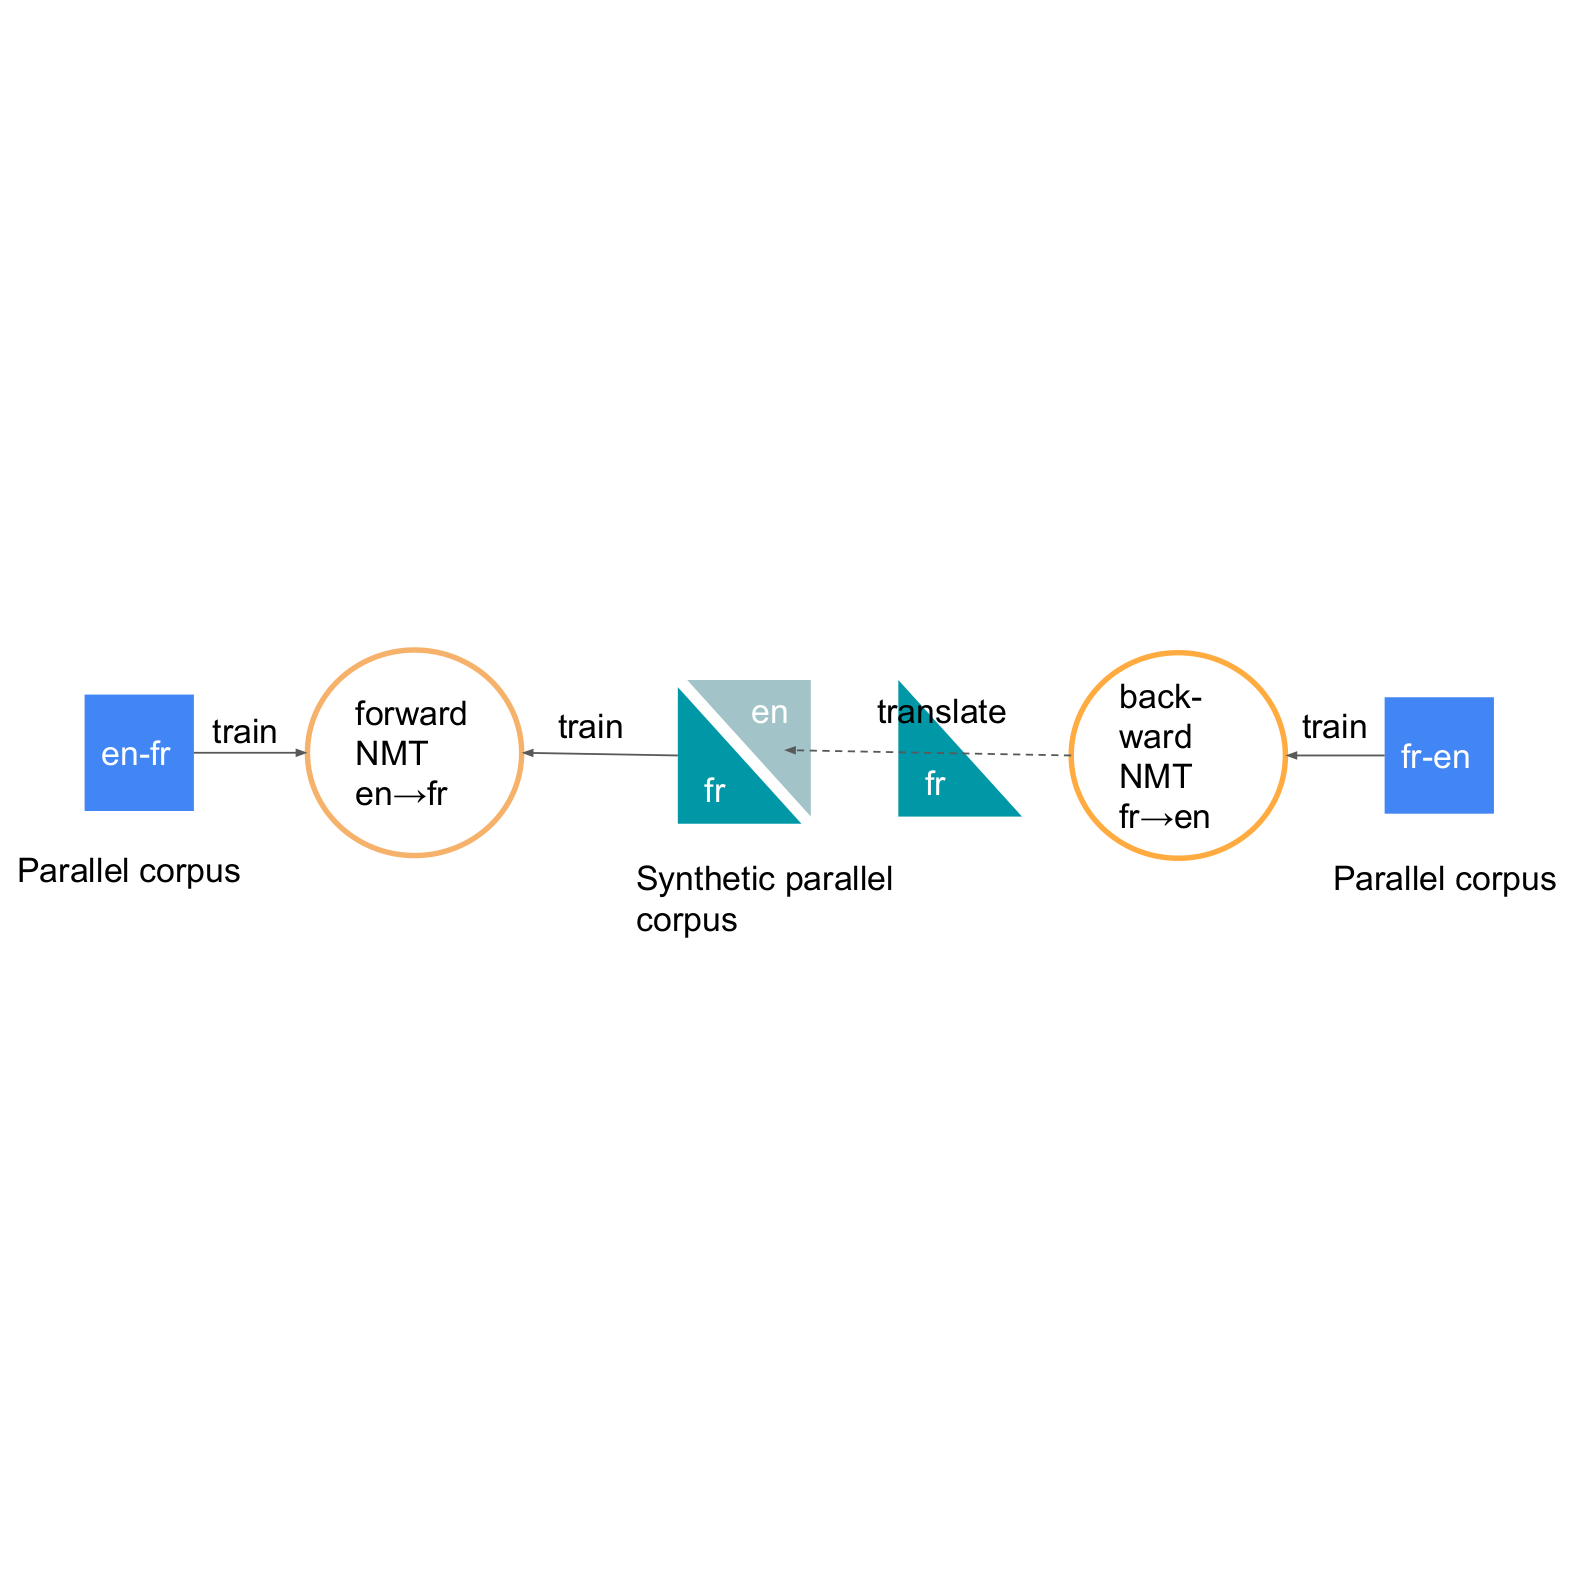 en-fr
Parallel corpus
train
forward
NMT
en→fr
train
en
fr
Synthetic parallel
corpus
translate
fr
back-
ward
NMT
fr→en
train
fr-en
Parallel corpus